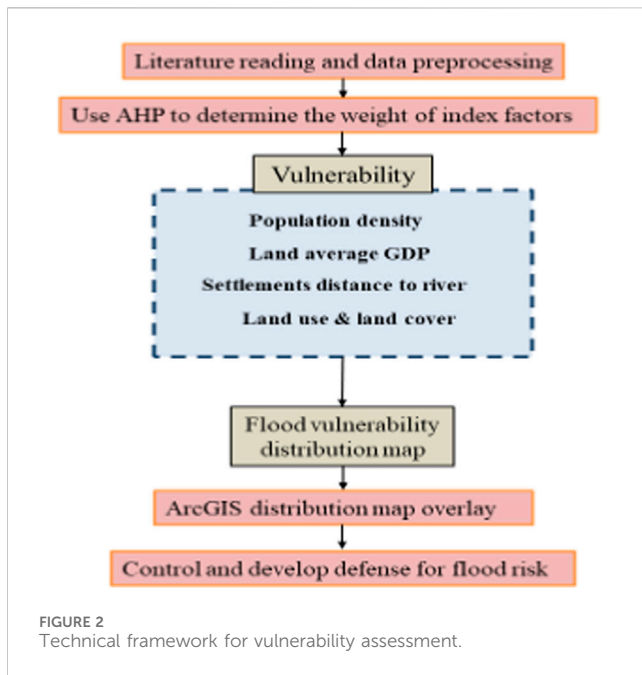 Literature reading and data preprocessing
Use AHP to determine the weight of index factors
Vulnerability
Population density
Land average GDP
Settlements distance to river
Land use & land cover
Flood vulnerability
distribution map
ArcGIS distribution map overlay
Control and develop defense for flood risk
FIGURE 2
Technical framework for vulnerability assessment.